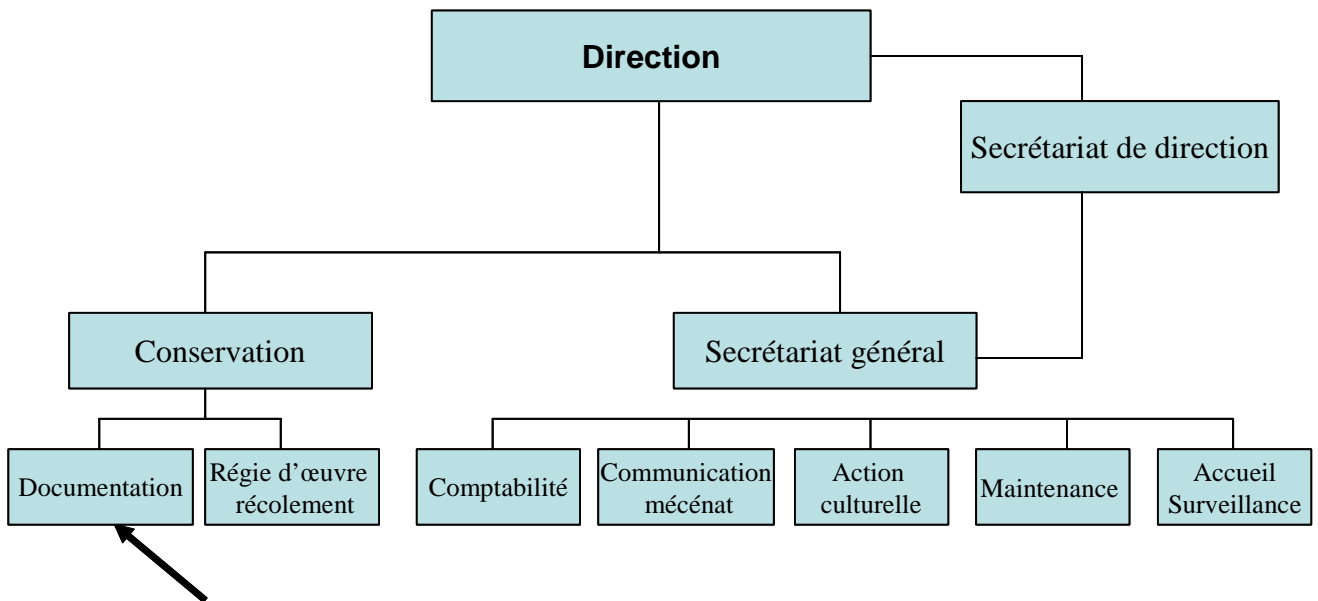 Direction
Secrétariat de direction
Conservation
Secrétariat général
Documentation
Régie d’œuvre
récolement
Comptabilité
Communication
mécénat
Action
culturelle
Maintenance
Accueil
Surveillance